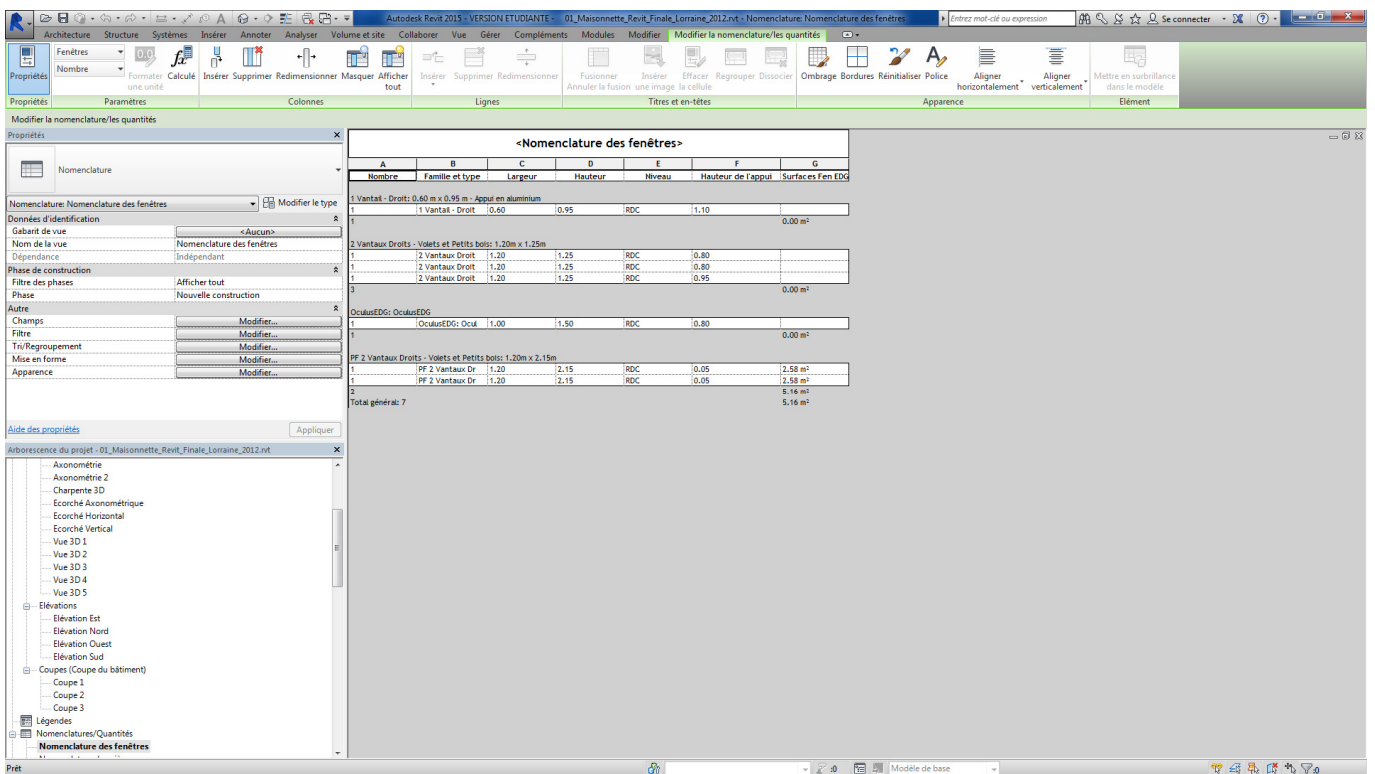 Autodesk Revit 2015 - VERSION ETUDIANTE - 01_Maisonnette_Revit_Finale_Lorraine_2012.rvt - Nomenclature: Nomenclature des fenêtres
Entrez mot-clé ou expression
Se connecter
Architecture Structure Systèmes Insérer Annoter Analyser Volume et site Collaborer Vue Gérer Compléments Modules Modifier Modifier la nomenclature/les quantités
Fenêtres
Nombre
Propriétés
Formater une unité
Calculé
Insérer Supprimer Redimensionner Masquer Afficher tout
Insérer Supprimer Redimensionner
Fusionner Annuler la fusion
Insérer une image
Effacer la cellule
Regrouper Dissocier
Ombrage Bordures Réinitialiser Police
Aligner horizontalement
Aligner verticalement
Mettre en surbrillance dans le modèle
Propriétés Paramètres Colonnes Lignes Titres et en-têtes Apparence Elément
Modifier la nomenclature/les quantités
Propriétés
Nomenclature
Nomenclature: Nomenclature des fenêtres
Modifier le type
Données d'identification
Gabarit de vue <Aucun>
Nom de la vue Nomenclature des fenêtres
Dépendance Indépendant
Phase de construction
Filtre des phases Afficher tout
Phase Nouvelle construction
Autre
Champs Modifier...
Filtre Modifier...
Tri/Regroupement Modifier...
Mise en forme Modifier...
Apparence Modifier...
Aide des propriétés
Appliquer
Arborescence du projet - 01_Maisonnette_Revit_Finale_Lorraine_2012.rvt
Axonométrie
Axonométrie 2
Charpente 3D
Ecorché Axonométrique
Ecorché Horizontal
Ecorché Vertical
Vue 3D 1
Vue 3D 2
Vue 3D 3
Vue 3D 4
Vue 3D 5
Elévations
Elévation Est
Elévation Nord
Elévation Ouest
Elévation Sud
Coupes (Coupe du bâtiment)
Coupe 1
Coupe 2
Coupe 3
Légendes
Nomenclatures/Quantités
Nomenclature des fenêtres
<Nomenclature des fenêtres>
A B C D E F G
Nombre Famille et type Largeur Hauteur Niveau Hauteur de l'appui Surfaces Fen EDG
1 Vantail - Droit: 0.60 m x 0.95 m - Appui en aluminium
1 1 Vantail - Droit 0.60 0.95 RDC 1.10
1 0.00 m²
2 Vantaux Droits - Volets et Petits bois: 1.20m x 1.25m
1 2 Vantaux Droit 1.20 1.25 RDC 0.80
1 2 Vantaux Droit 1.20 1.25 RDC 0.80
1 2 Vantaux Droit 1.20 1.25 RDC 0.95
3 0.00 m²
OculusEDG: OculusEDG
1 OculusEDG: Ocul 1.00 1.50 RDC 0.80
1 0.00 m²
PF 2 Vantaux Droits - Volets et Petits bois: 1.20m x 2.15m
1 PF 2 Vantaux Dr 1.20 2.15 RDC 0.05 2.58 m²
1 PF 2 Vantaux Dr 1.20 2.15 RDC 0.05 2.58 m²
2 5.16 m²
Total général: 7 5.16 m²
Prêt
:0
Modèle de base
:0